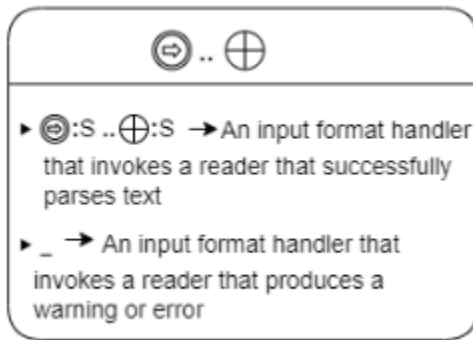 ..
▸ :S .. :S → An input format handler
that invokes a reader that successfully
parses text
▸ _ → An input format handler that
invokes a reader that produces a
warning or error